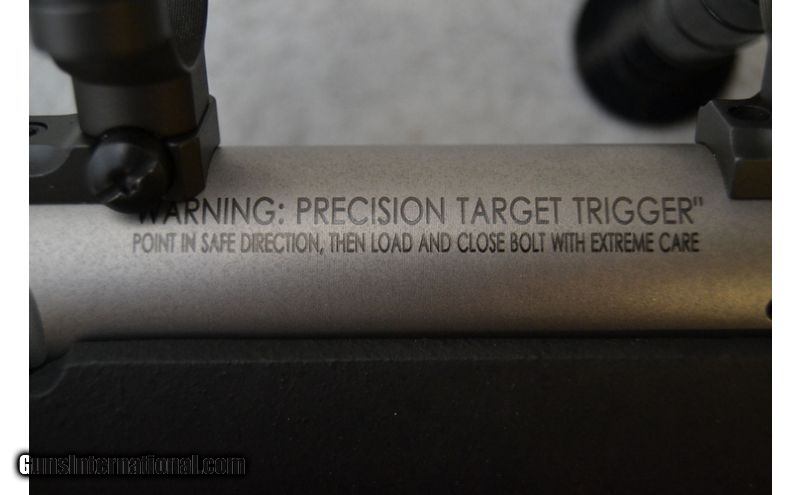 "WARNING: PRECISION TARGET TRIGGER"
POINT IN SAFE DIRECTION, THEN LOAD AND CLOSE BOLT WITH EXTREME CARE
GunsInternational.com